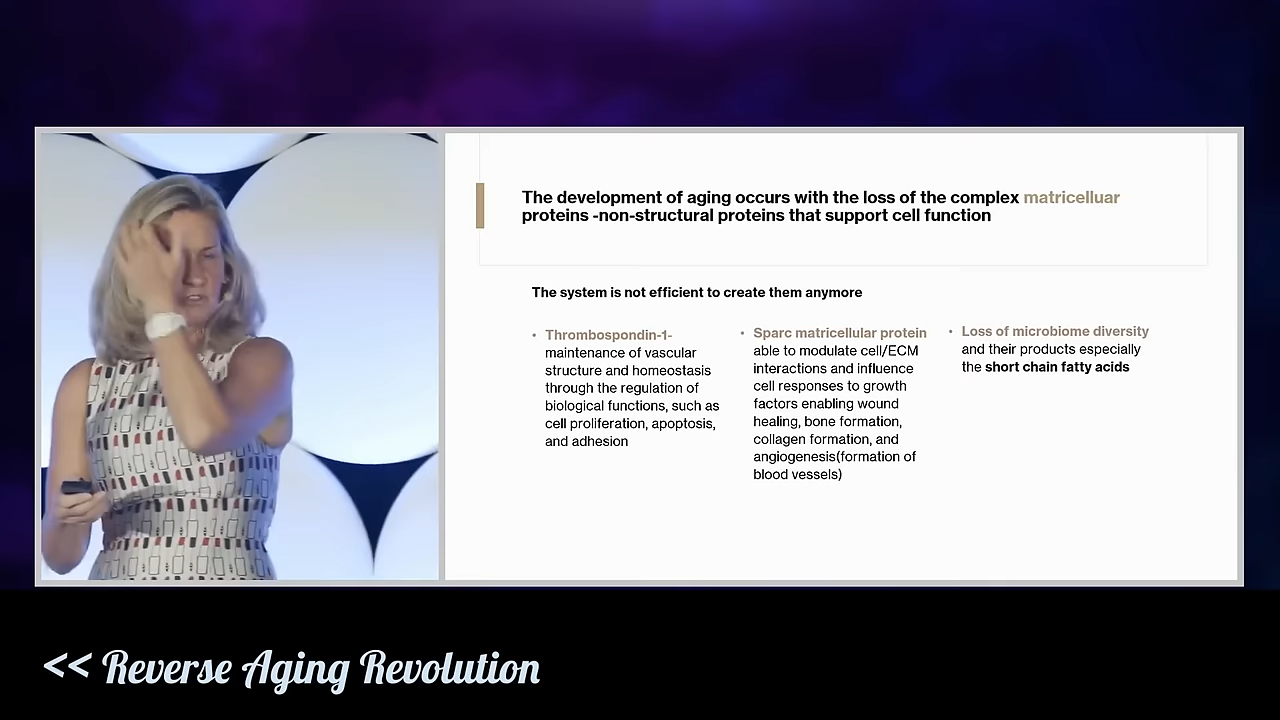 The development of aging occurs with the loss of the complex matricelluar
proteins -non-structural proteins that support cell function
The system is not efficient to create them anymore
• Thrombospondin-1-
maintenance of vascular
structure and homeostasis
through the regulation of
biological functions, such as
cell proliferation, apoptosis,
and adhesion
• Sparc matricellular protein
able to modulate cell/ECM
interactions and influence
cell responses to growth
factors enabling wound
healing, bone formation,
collagen formation, and
angiogenesis(formation of
blood vessels)
• Loss of microbiome diversity
and their products especially
the short chain fatty acids
<< Reverse Aging Revolution